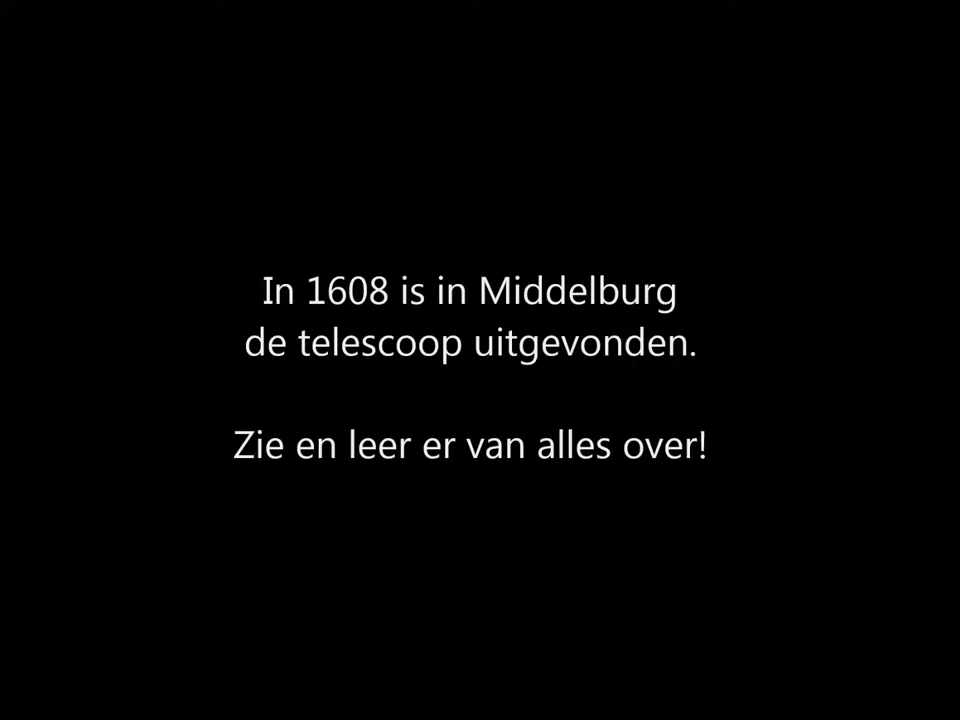 In 1608 is in Middelburg
de telescoop uitgevonden.
Zie en leer er van alles over!